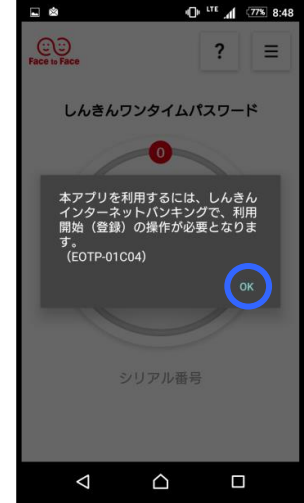 LTE 77% 8:48
Face to Face
?
しんきんワンタイムパスワード
0
本アプリを利用するには、しんきん
インターネットバンキングで、利用
開始（登録）の操作が必要となりま
す。
（EOTP-01C04）
OK
シリアル番号